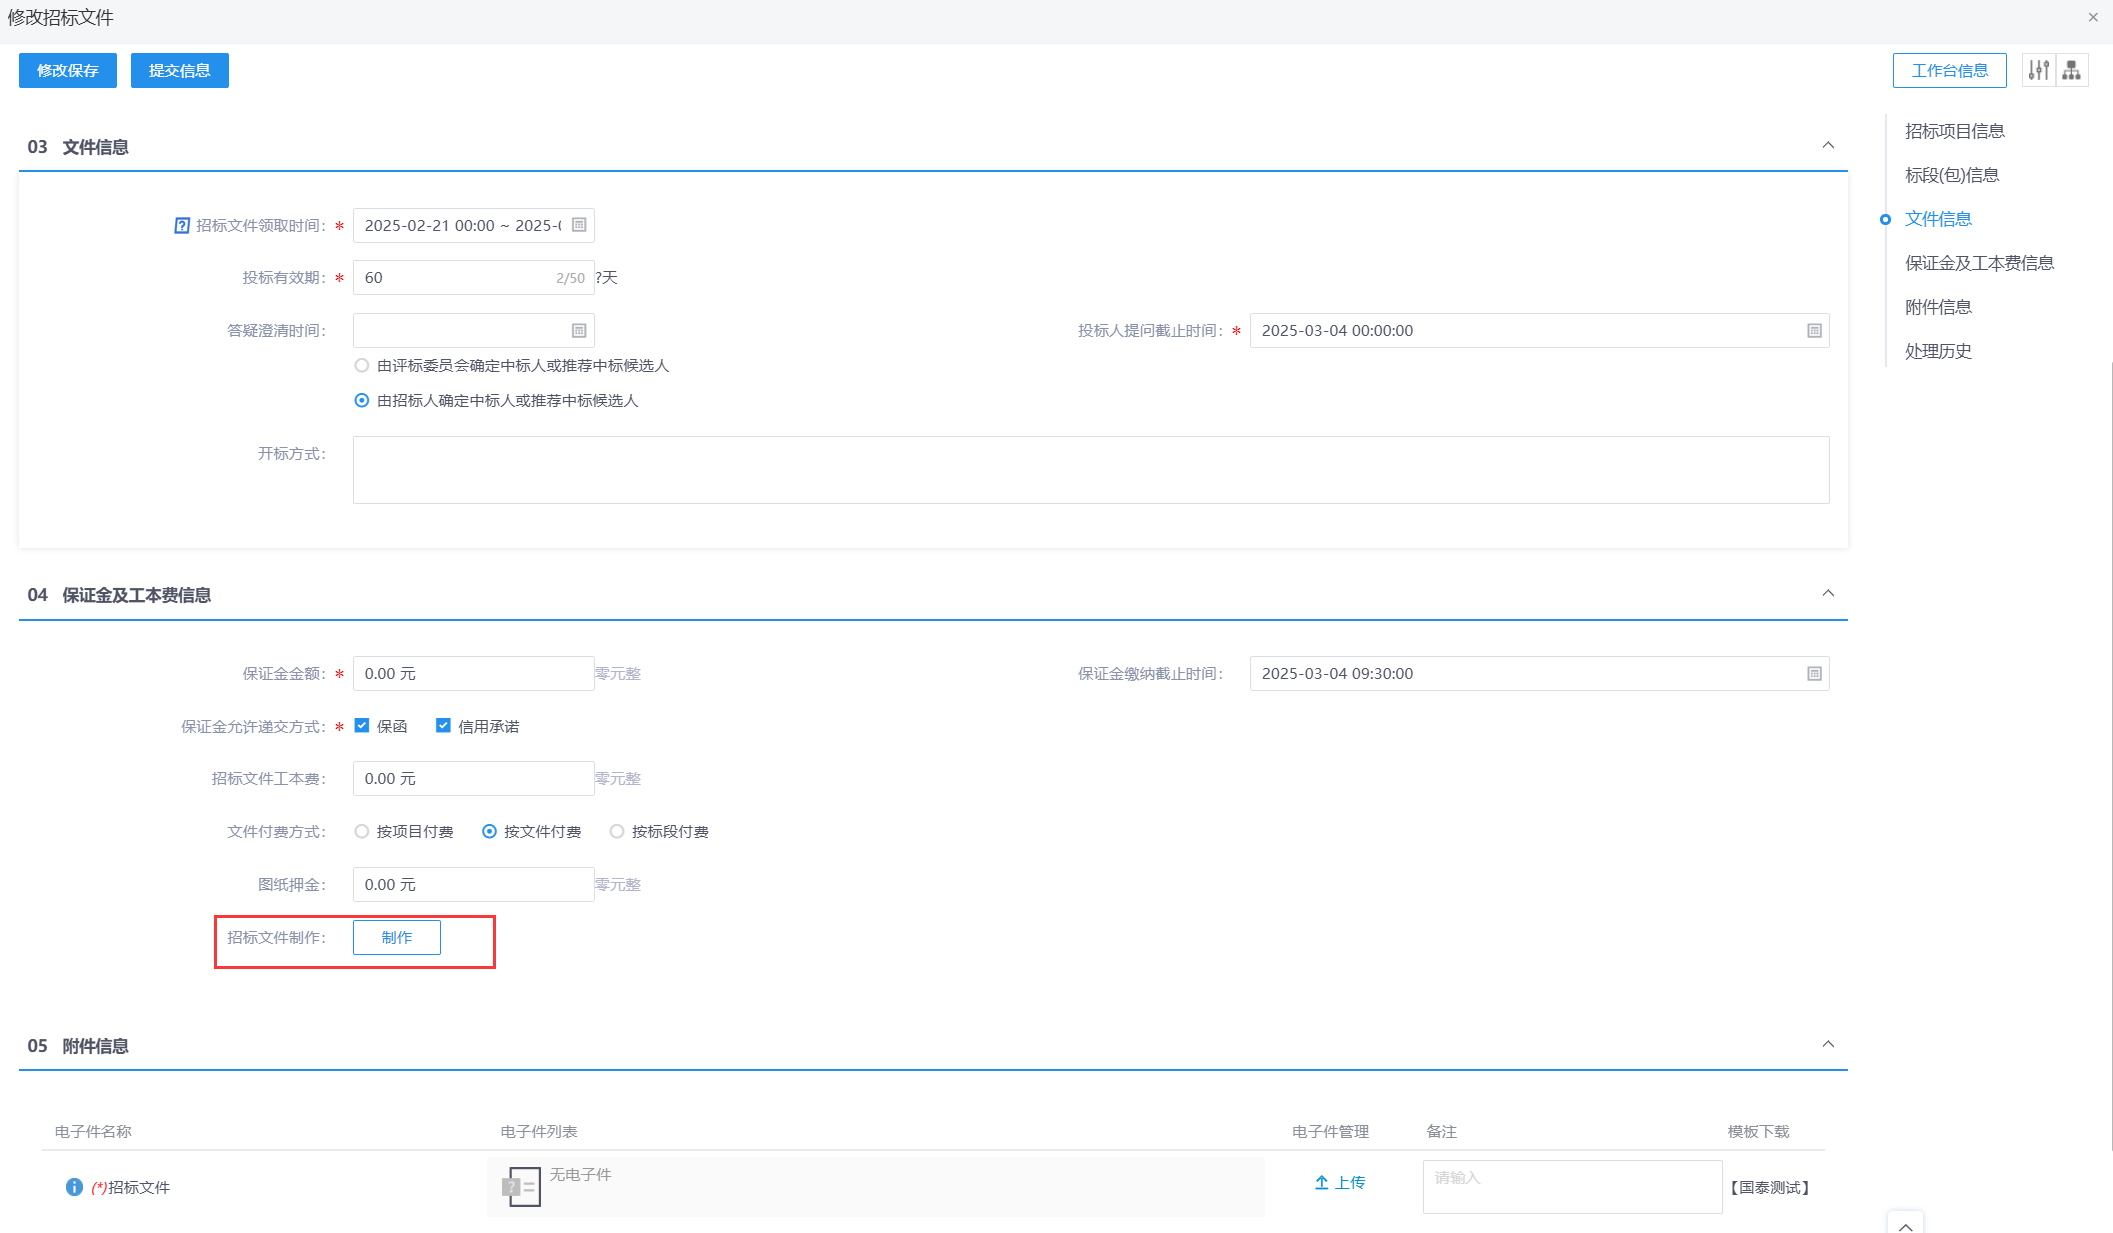 修改招标文件
修改保存
提交信息
工作台信息
03 文件信息
招标文件领取时间：* 2025-02-21 00:00 ~ 2025-
投标有效期：* 60 2/50 ?天
答疑澄清时间：
投标人提问截止时间：* 2025-03-04 00:00:00
由评标委员会确定中标人或推荐中标候选人
由招标人确定中标人或推荐中标候选人
开标方式：
04 保证金及工本费信息
保证金金额：* 0.00 元 零元整
保证金缴纳截止时间： 2025-03-04 09:30:00
保证金允许递交方式：* 保函 信用承诺
招标文件工本费： 0.00 元 零元整
文件付费方式： 按项目付费 按文件付费 按标段付费
图纸押金： 0.00 元 零元整
招标文件制作： 制作
05 附件信息
电子件名称 电子件列表 电子件管理 备注 模板下载
(*)招标文件 无电子件 上传 请输入 【国泰测试】
招标项目信息
标段(包)信息
文件信息
保证金及工本费信息
附件信息
处理历史